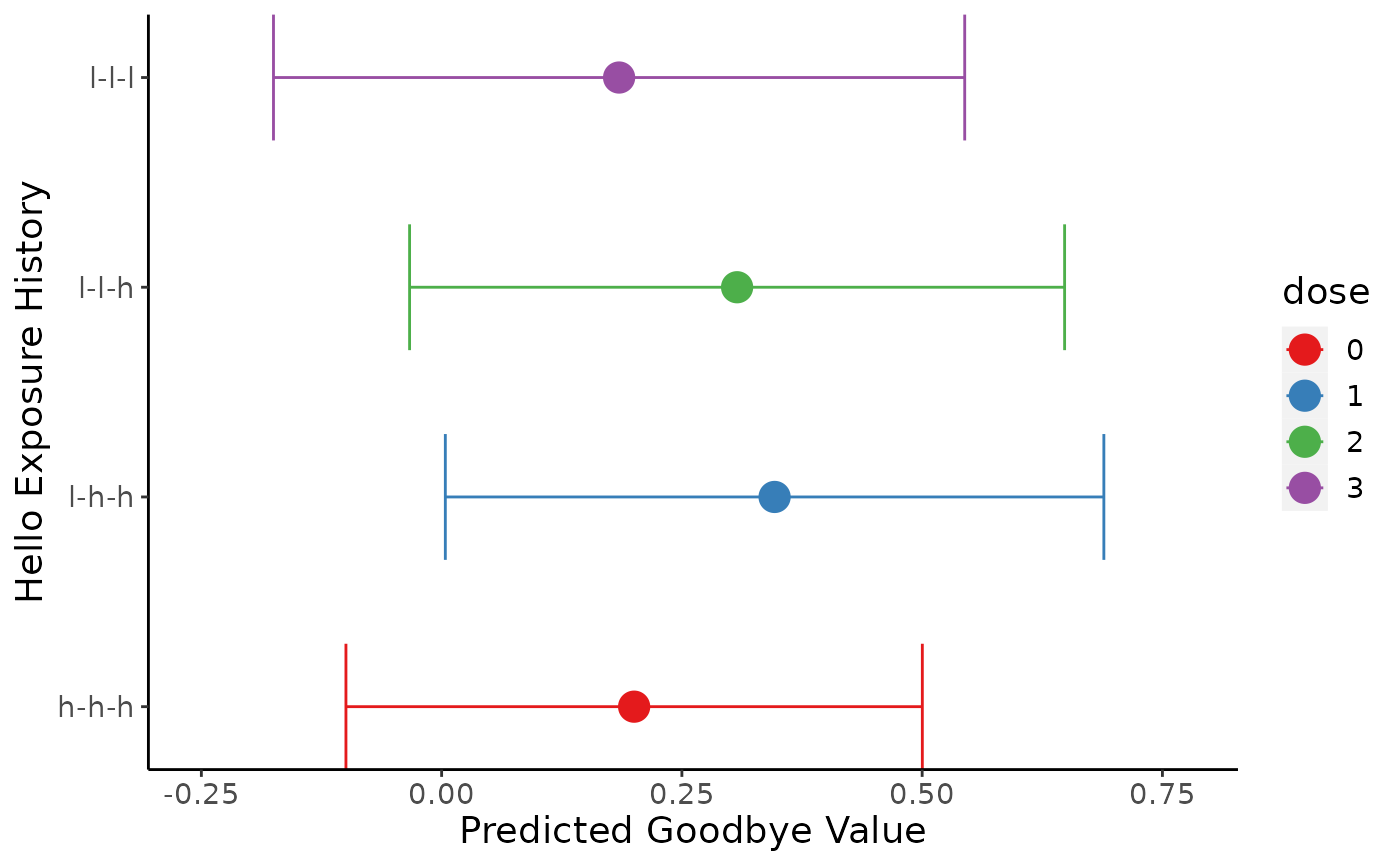 Hello Exposure History
l-l-l
l-l-h
l-h-h
h-h-h
-0.25 0.00 0.25 0.50 0.75
Predicted Goodbye Value
dose
0
1
2
3